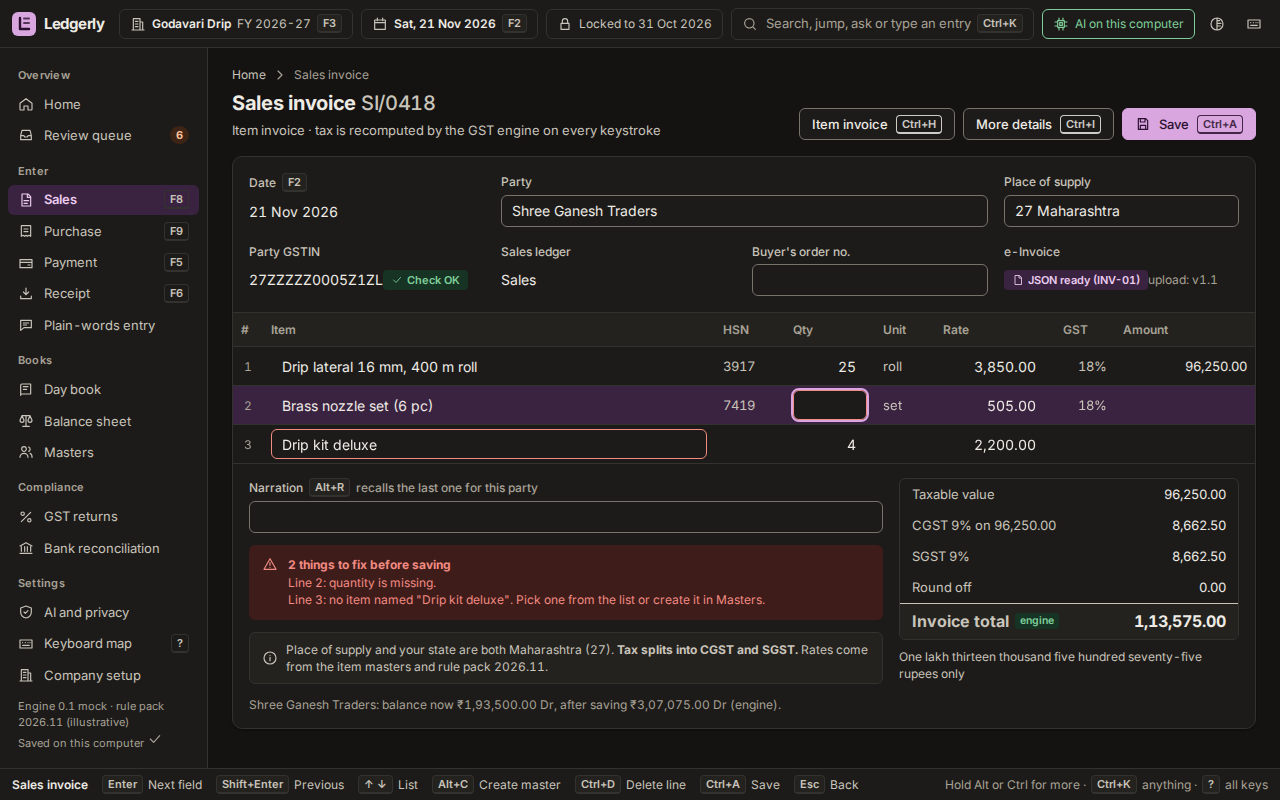 Ledgerly
Godavari Drip FY 2026-27 F3
Sat, 21 Nov 2026 F2
Locked to 31 Oct 2026
Search, jump, ask or type an entry Ctrl+K
AI on this computer
Overview
Home
Review queue 6
Enter
Sales F8
Purchase F9
Payment F5
Receipt F6
Plain-words entry
Books
Day book
Balance sheet
Masters
Compliance
GST returns
Bank reconciliation
Settings
AI and privacy
Keyboard map ?
Company setup
Engine 0.1 mock · rule pack
2026.11 (illustrative)
Saved on this computer
Home > Sales invoice
Sales invoice SI/0418
Item invoice · tax is recomputed by the GST engine on every keystroke
Item invoice Ctrl+H
More details Ctrl+I
Save Ctrl+A
Date F2
21 Nov 2026
Party
Shree Ganesh Traders
Place of supply
27 Maharashtra
Party GSTIN
27ZZZZZ0005Z1ZL Check OK
Sales ledger
Sales
Buyer's order no.
e-Invoice
JSON ready (INV-01) upload: v1.1
# Item HSN Qty Unit Rate GST Amount
1 Drip lateral 16 mm, 400 m roll 3917 25 roll 3,850.00 18% 96,250.00
2 Brass nozzle set (6 pc) 7419 set 505.00 18%
3 Drip kit deluxe 4 2,200.00
Narration Alt+R recalls the last one for this party
2 things to fix before saving
Line 2: quantity is missing.
Line 3: no item named "Drip kit deluxe". Pick one from the list or create it in Masters.
Place of supply and your state are both Maharashtra (27). Tax splits into CGST and SGST. Rates come
from the item masters and rule pack 2026.11.
Shree Ganesh Traders: balance now ₹1,93,500.00 Dr, after saving ₹3,07,075.00 Dr (engine).
Taxable value 96,250.00
CGST 9% on 96,250.00 8,662.50
SGST 9% 8,662.50
Round off 0.00
Invoice total engine 1,13,575.00
One lakh thirteen thousand five hundred seventy-five
rupees only
Sales invoice Enter Next field Shift+Enter Previous ↑↓ List Alt+C Create master Ctrl+D Delete line Ctrl+A Save Esc Back Hold Alt or Ctrl for more · Ctrl+K anything · ? all keys